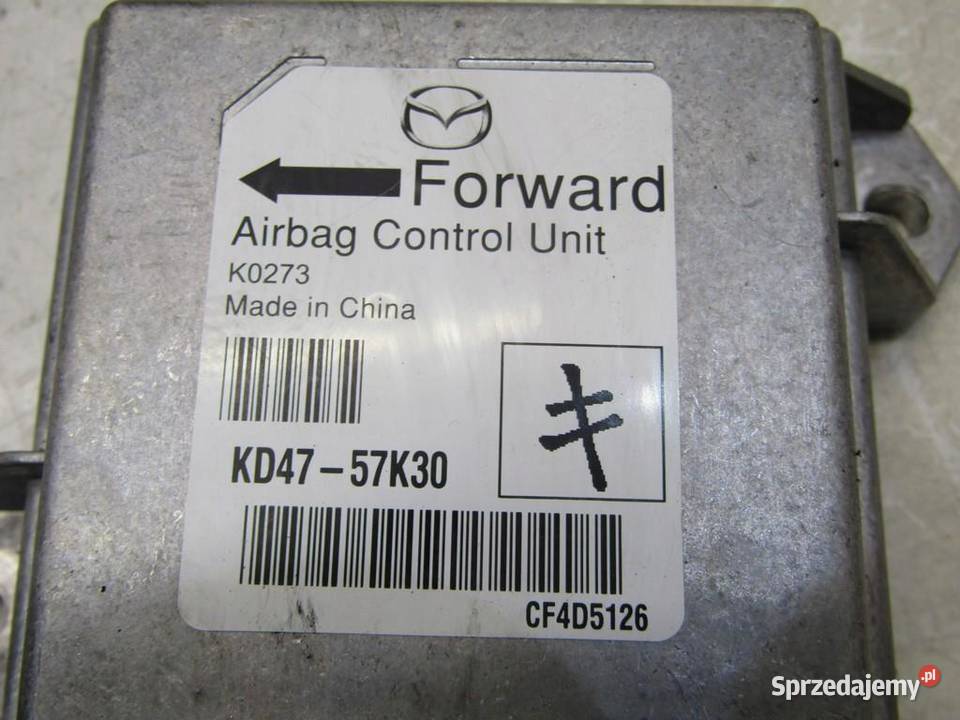 Forward
Airbag Control Unit
K0273
Made in China
キ
KD47-57K30
CF4D5126
Sprzedajemy.pl